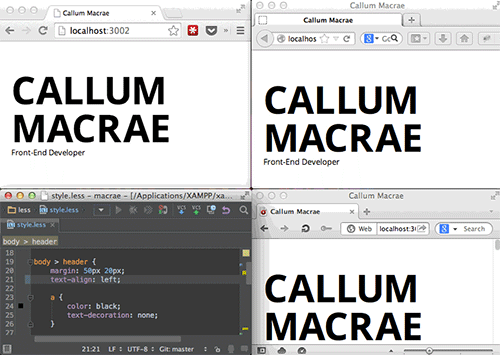 Callum Macrae
localhost:3002
CALLUM
MACRAE
Front-End Developer
Callum Macrae
Callum Macrae
localhos
CALLUM
MACRAE
Front-End Developer
style.less – macrae – [/Applications/XAMPP/xa
less
style.less
style.less
body > header
18
19
20 body > header {
21 margin: 50px 20px;
22 text-align: left;
23
24 a {
25 color: black;
26 text-decoration: none;
27 }
21:21 LF UTF-8 Git: master
Callum Macrae
Callum Macrae
Web
localhost:3
Search
CALLUM
MACRAE